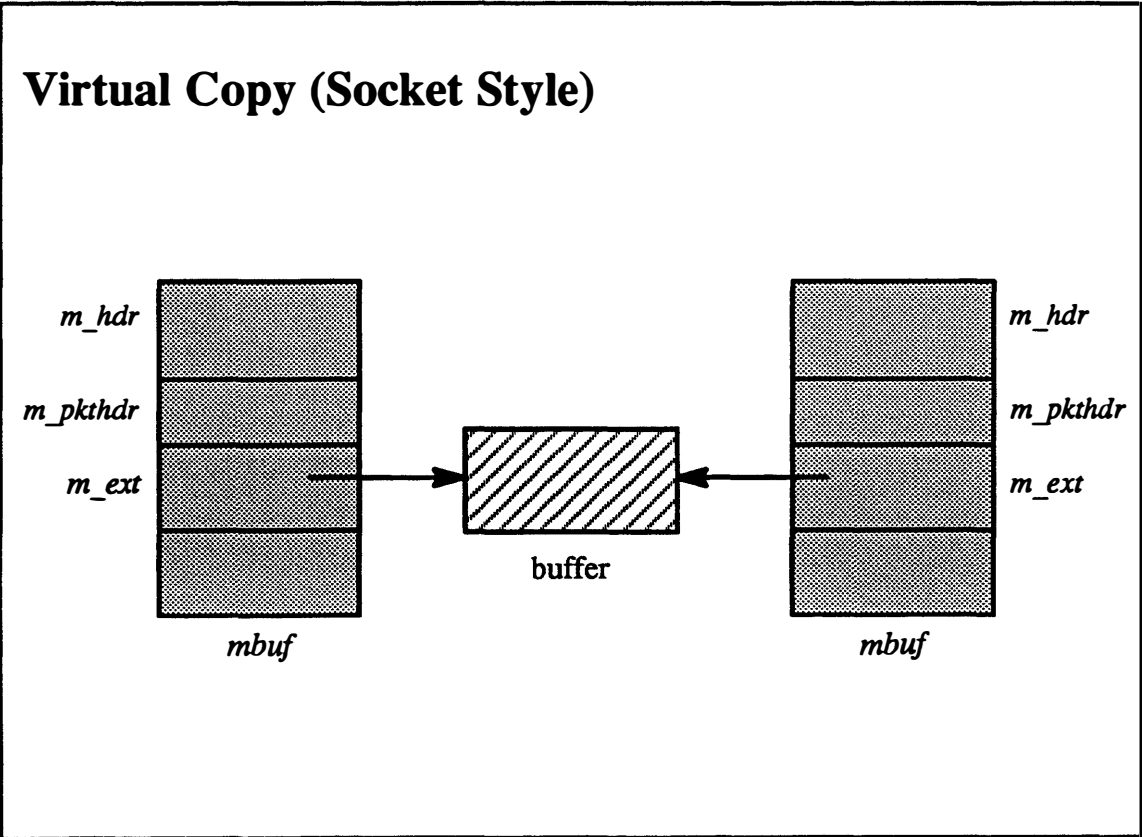 Virtual Copy (Socket Style)
m_hdr
m_pkthdr
m_ext
mbuf
buffer
m_hdr
m_pkthdr
m_ext
mbuf